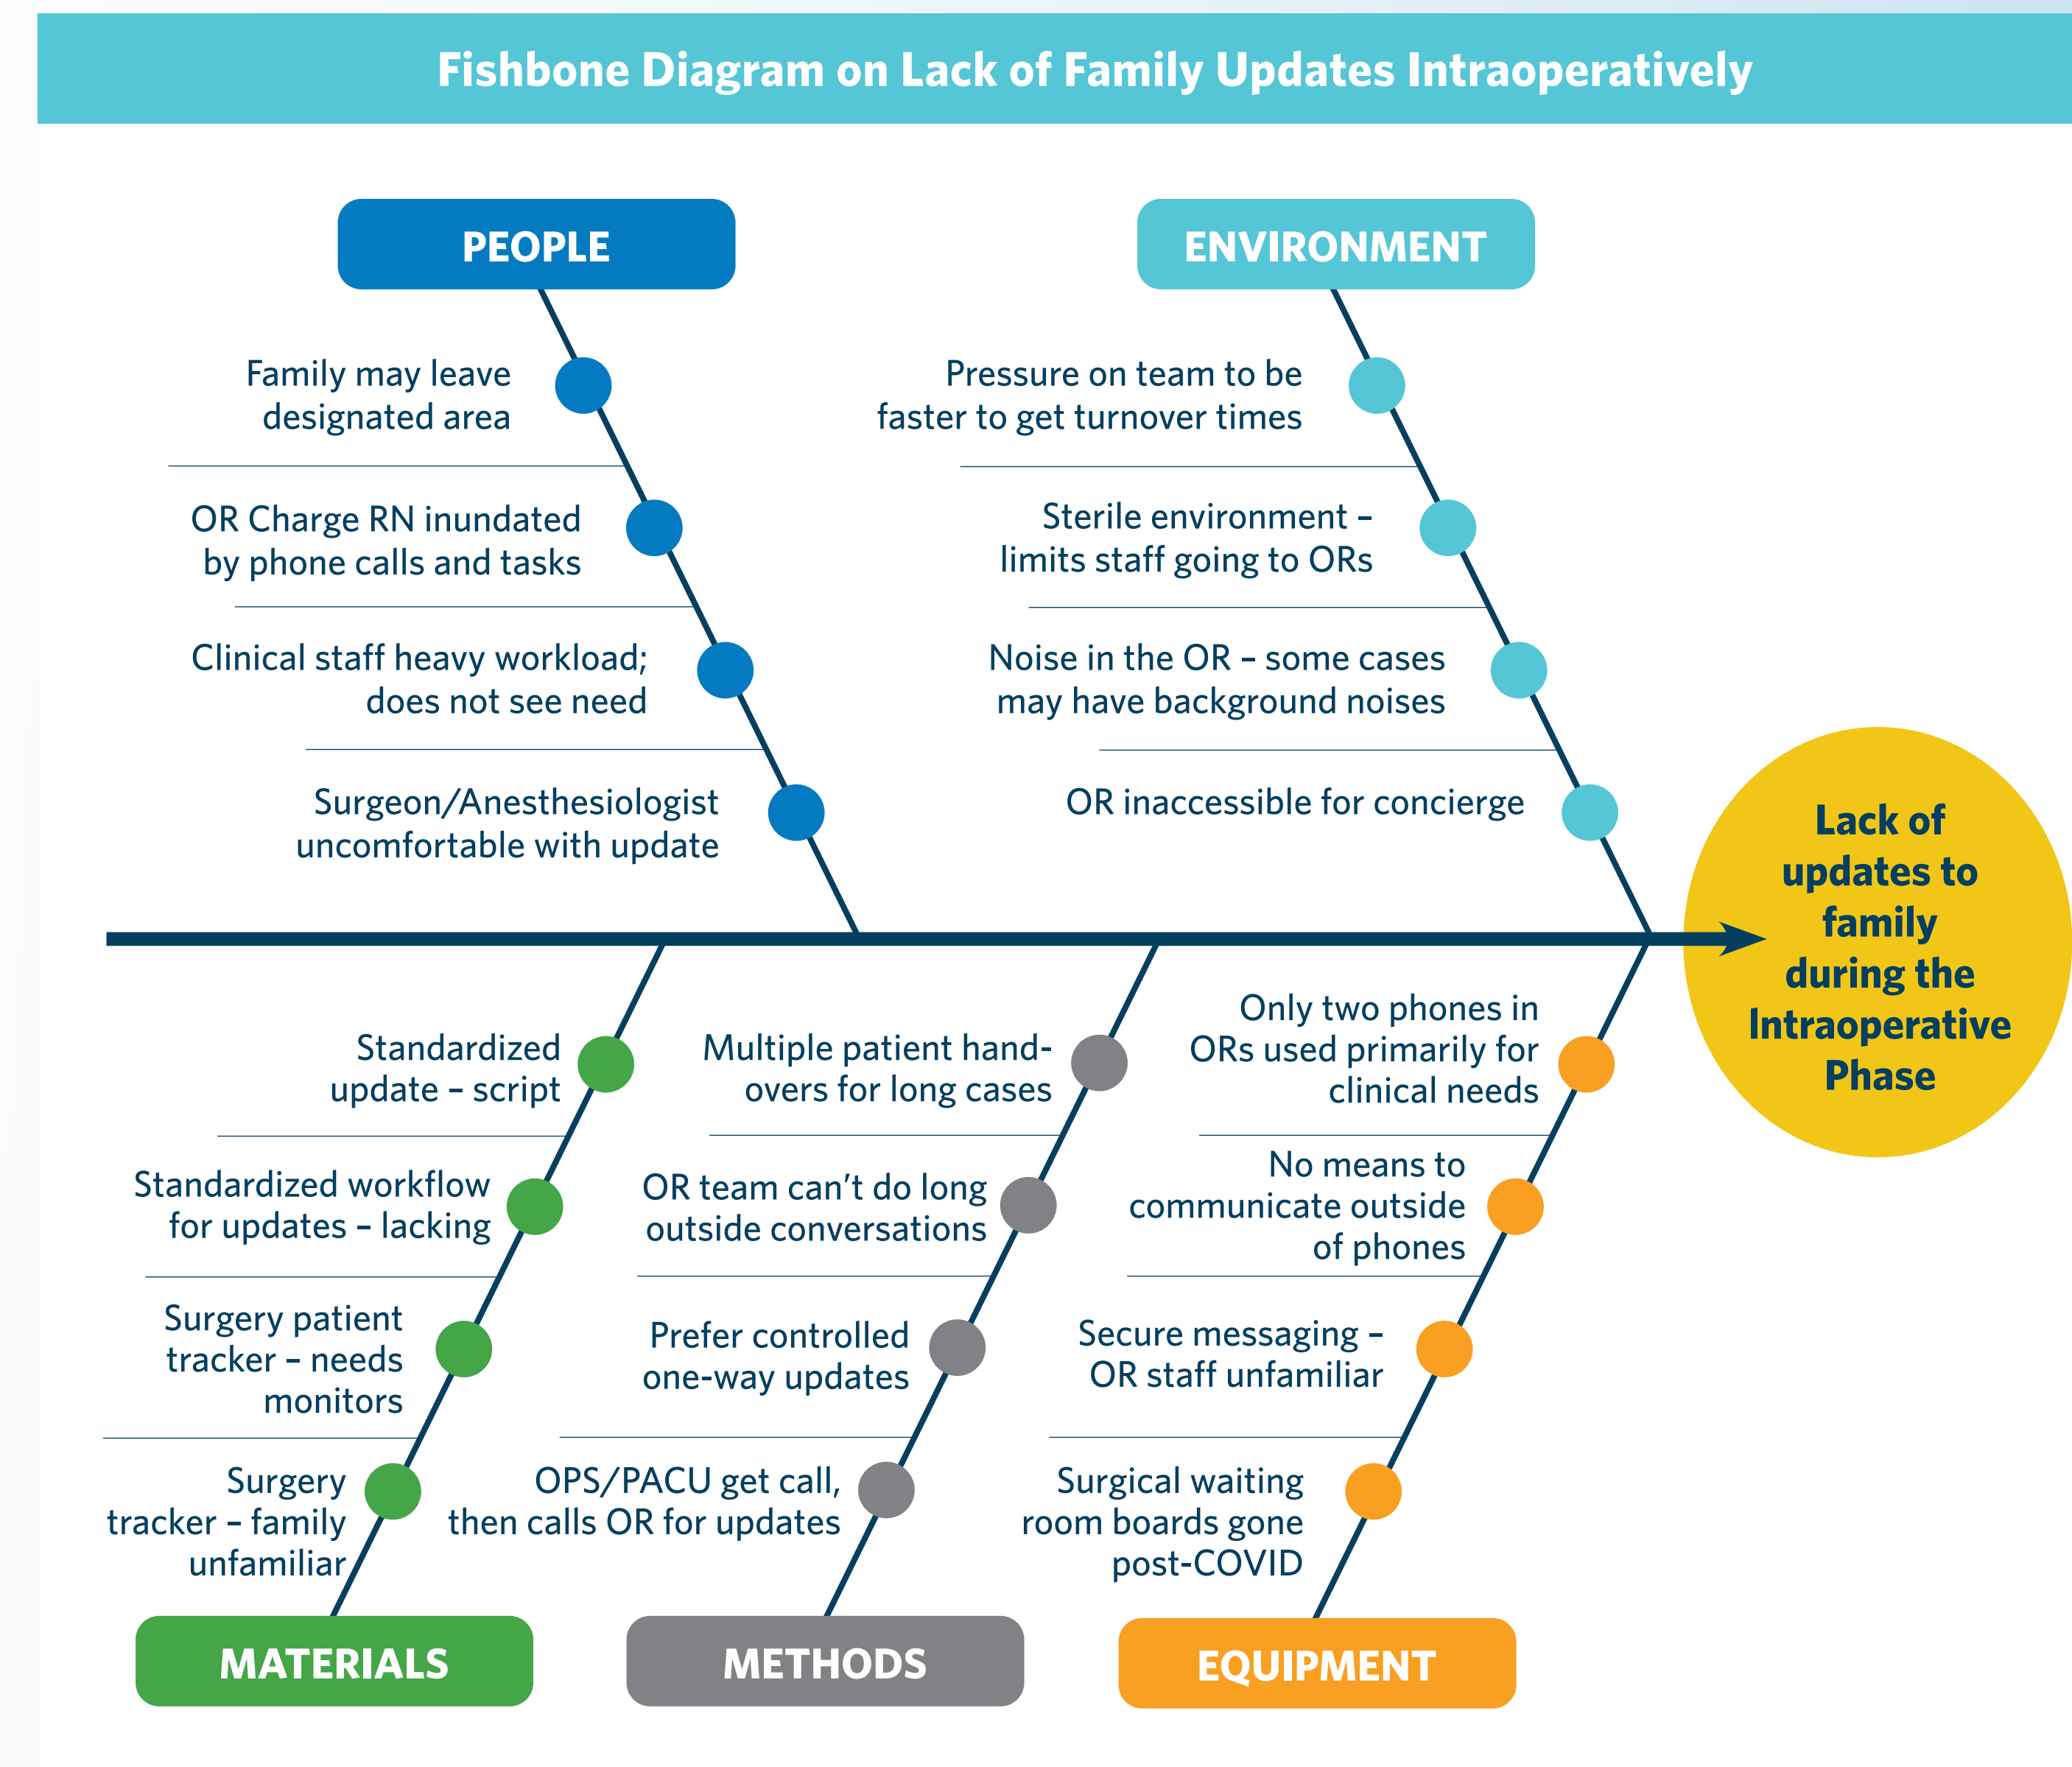 Fishbone Diagram on Lack of Family Updates Intraoperatively
PEOPLE
Family may leave
designated area
OR Charge RN inundated
by phone calls and tasks
Clinical staff heavy workload;
does not see need
Surgeon/Anesthesiologist
uncomfortable with update
ENVIRONMENT
Pressure on team to be
faster to get turnover times
Sterile environment –
limits staff going to ORs
Noise in the OR – some cases
may have background noises
OR inaccessible for concierge
Lack of
updates to
family
during the
Intraoperative
Phase
Standardized
update – script
Standardized workflow
for updates – lacking
Surgery patient
tracker – needs
monitors
Surgery
tracker – family
unfamiliar
MATERIALS
Multiple patient hand-
overs for long cases
OR team can’t do long
outside conversations
Prefer controlled
one-way updates
OPS/PACU get call,
then calls OR for updates
METHODS
Only two phones in
ORs used primarily for
clinical needs
No means to
communicate outside
of phones
Secure messaging –
OR staff unfamiliar
Surgical waiting
room boards gone
post-COVID
EQUIPMENT